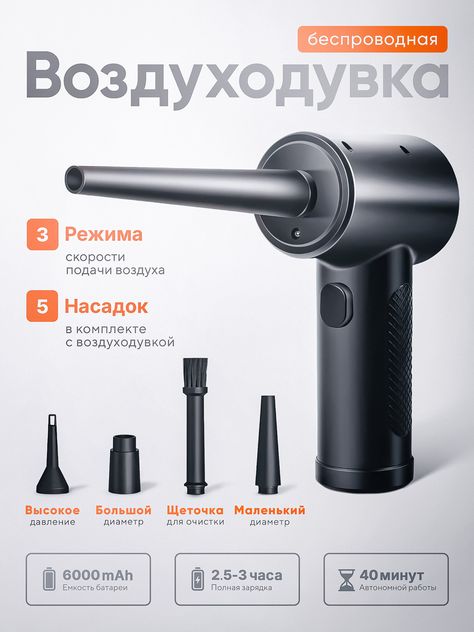 беспроводная
Воздуходувка
3 Режима
скорости
подачи воздуха
5 Насадок
в комплекте
с воздуходувкой
Высокое
давление
Большой
диаметр
Щеточка
для очистки
Маленький
диаметр
6000 mAh
Емкость батареи
2.5-3 часа
Полная зарядка
40 минут
Автономной работы